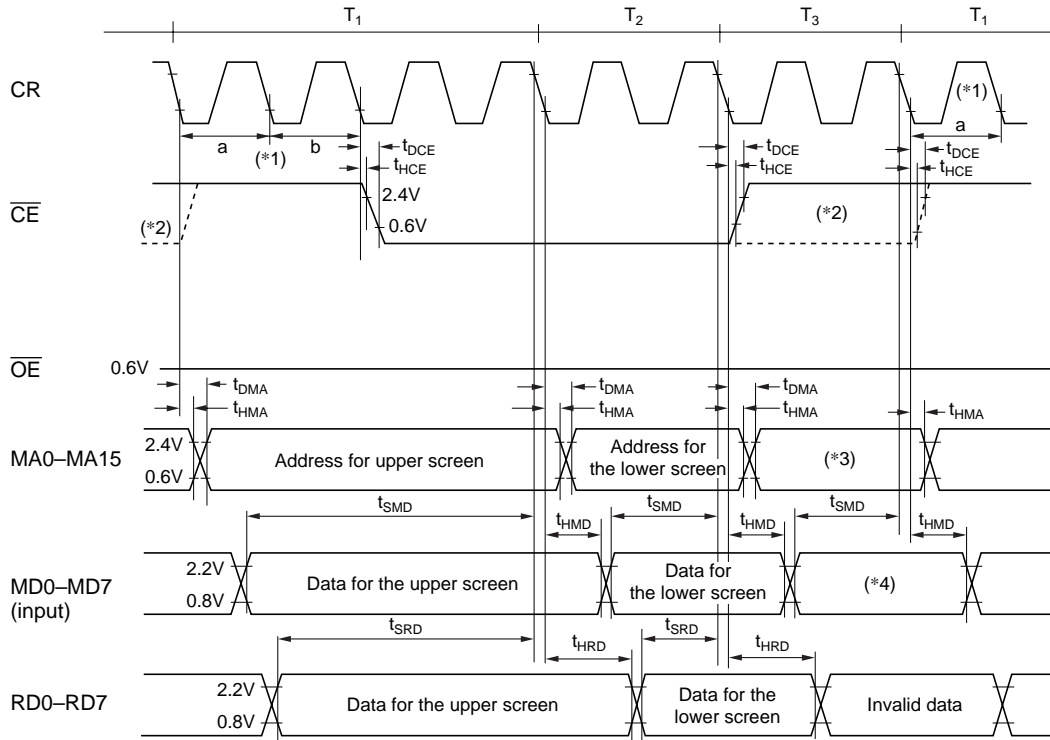 T1 T2 T3 T1
CR
(*1)
a (*1) b
a
tDCE
tHCE
tDCE
tHCE
tDCE
tHCE
2.4V
0.6V
CE
(*2)
(*2)
OE
0.6V
tDMA
tHMA
tDMA
tHMA
tDMA
tHMA
tHMA
MA0–MA15
2.4V
0.6V
Address for upper screen
Address for
the lower screen
(*3)
tSMD
tHMD
tSMD
tHMD
tSMD
tHMD
MD0–MD7
(input)
2.2V
0.8V
Data for the upper screen
Data for
the lower screen
(*4)
tSRD
tHRD
tSRD
tHRD
RD0–RD7
2.2V
0.8V
Data for the upper screen
Data for the
lower screen
Invalid data